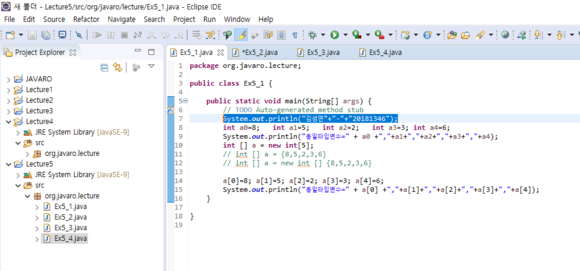 새 폴더 - Lecture5/src/org/javaro/lecture/Ex5_1.java - Eclipse IDE
File Edit Source Refactor Navigate Search Project Run Window Help
Project Explorer
Ex5_1.java *Ex5_2.java Ex5_3.java Ex5_4.java
JAVARO
Lecture1
Lecture2
Lecture3
Lecture4
JRE System Library [JavaSE-9]
src
org.javaro.lecture
Lecture5
JRE System Library [JavaSE-9]
src
org.javaro.lecture
Ex5_1.java
Ex5_2.java
Ex5_3.java
Ex5_4.java
1 package org.javaro.lecture;
2
3 public class Ex5_1 {
4
5 public static void main(String[] args) {
6 // TODO Auto-generated method stub
7 System.out.println("김성면"+"-"+"20181346");
8 int a0=8; int a1=5; int a2=2; int a3=3; int a4=6;
9 System.out.println("동일타입변수=" + a0 +","+a1+","+a2+","+a3+","+a4);
10 int [] a = new int[5];
11 // int [] a = {8,5,2,3,6}
12 // int [] a = new int [] {8,5,2,3,6}
13
14 a[0]=8; a[1]=5; a[2]=2; a[3]=3; a[4]=6;
15 System.out.println("동일타입변수=" + a[0] +","+a[1]+","+a[2]+","+a[3]+","+a[4]);
16 }
17
18 }
19